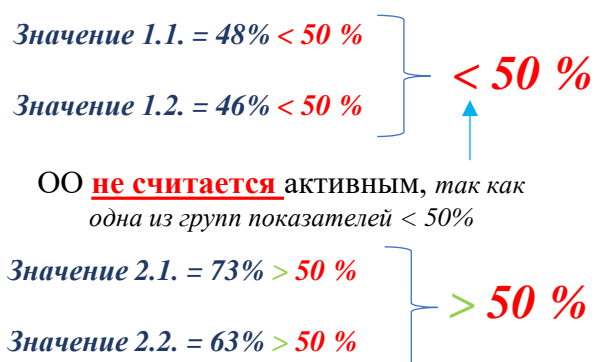 Значение 1.1. = 48% < 50 %
< 50 %
Значение 1.2. = 46% < 50 %
ОО не считается активным, так как
одна из групп показателей < 50%
Значение 2.1. = 73% > 50 %
> 50 %
Значение 2.2. = 63% > 50 %